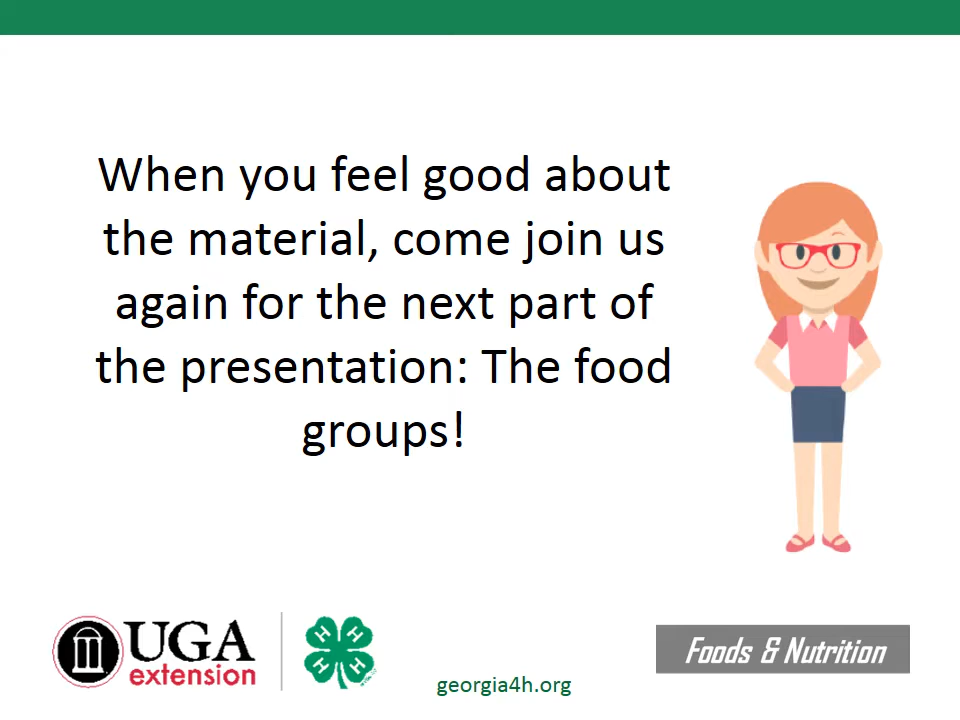 When you feel good about
the material, come join us
again for the next part of
the presentation: The food
groups!
UGA
extension
H H
H H
georgia4h.org
Foods & Nutrition